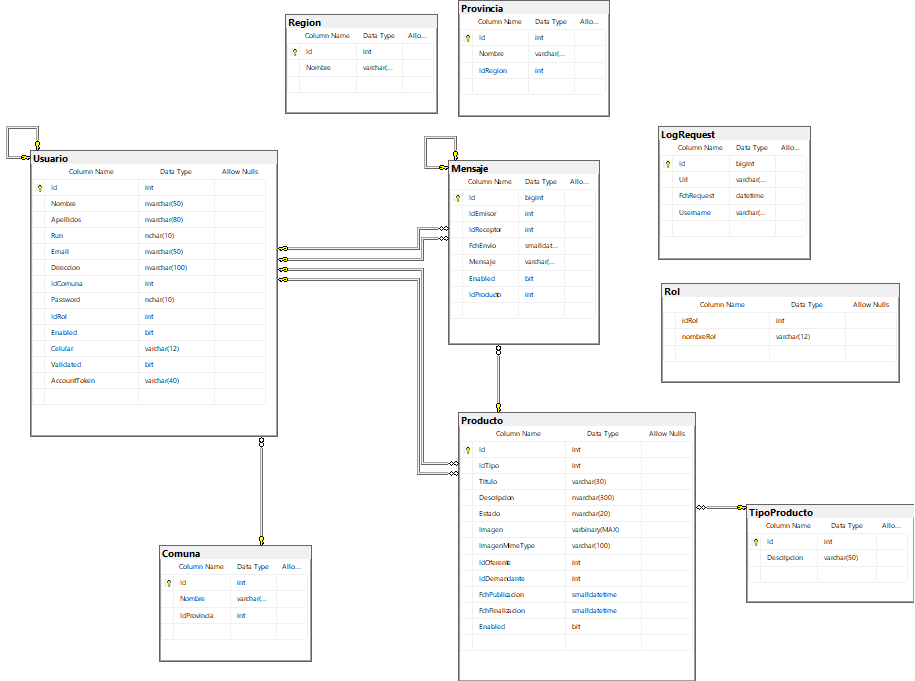 Region
Column Name Data Type Allo...
Id int
Nombre varchar(...
Provincia
Column Name Data Type Allo...
Id int
Nombre varchar(...
IdRegion int
Usuario
Column Name Data Type Allow Nulls
Id int
Nombre nvarchar(50)
Apellidos nvarchar(80)
Run nchar(10)
Email nvarchar(50)
Direccion nvarchar(100)
IdComuna int
Password nchar(10)
IdRol int
Enabled bit
Celular varchar(12)
Validated bit
AccountToken varchar(40)
Mensaje
Column Name Data Type Allo...
Id bigint
IdEmisor int
IdReceptor int
FchEnvio smalldat...
Mensaje varchar(...
Enabled bit
IdProducto int
LogRequest
Column Name Data Type Allo...
Id bigint
Url varchar(...
FchRequest datetime
Username varchar(...
Rol
Column Name Data Type Allow Nulls
idRol int
nombreRol varchar(12)
Producto
Column Name Data Type Allow Nulls
Id int
IdTipo int
Titulo varchar(30)
Descripcion nvarchar(300)
Estado nvarchar(20)
Imagen varbinary(MAX)
ImagenMimeType varchar(100)
IdOferente int
IdDemandante int
FchPublicacion smalldatetime
FchFinalizacion smalldatetime
Enabled bit
TipoProducto
Column Name Data Type Allo...
Id int
Descripcion varchar(50)
Comuna
Column Name Data Type Allo...
Id int
Nombre varchar(...
IdProvincia int